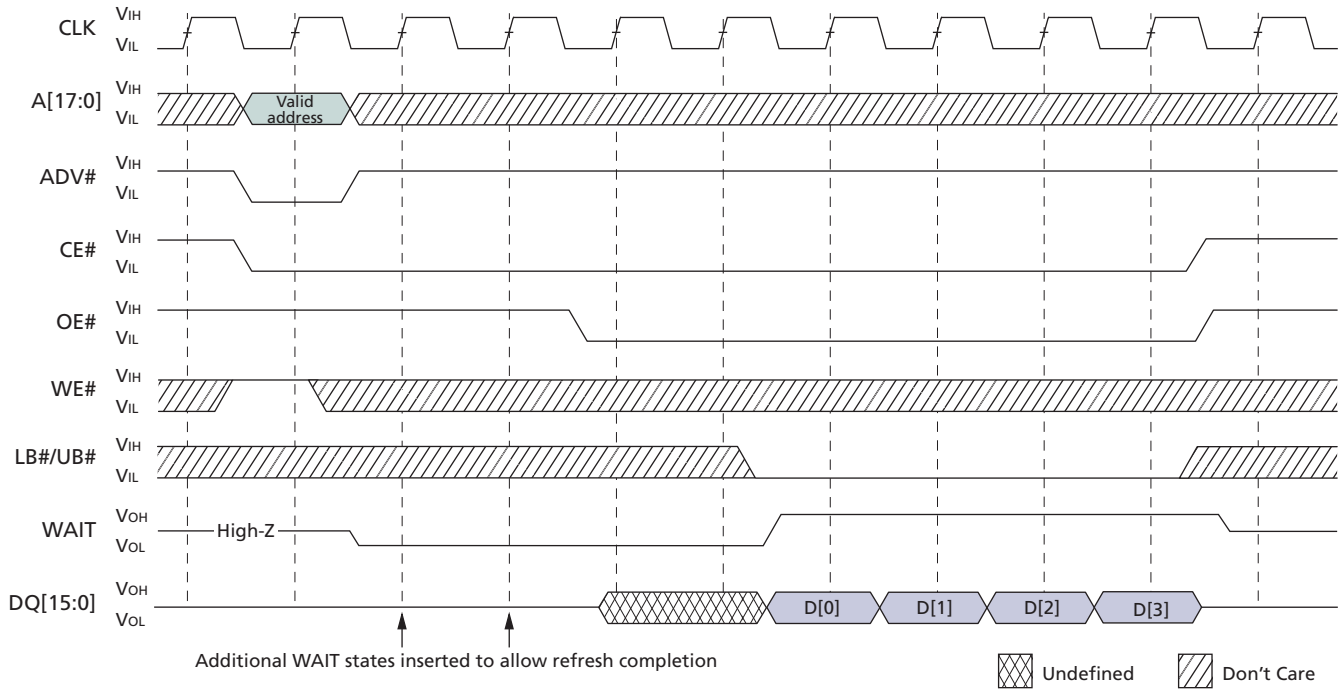 CLK VIH
VIL
A[17:0] VIH
VIL
Valid
address
ADV# VIH
VIL
CE# VIH
VIL
OE# VIH
VIL
WE# VIH
VIL
LB#/UB# VIH
VIL
WAIT VOH
VOL
High-Z
DQ[15:0] VOH
VOL
D[0] D[1] D[2] D[3]
Additional WAIT states inserted to allow refresh completion
Undefined Don't Care